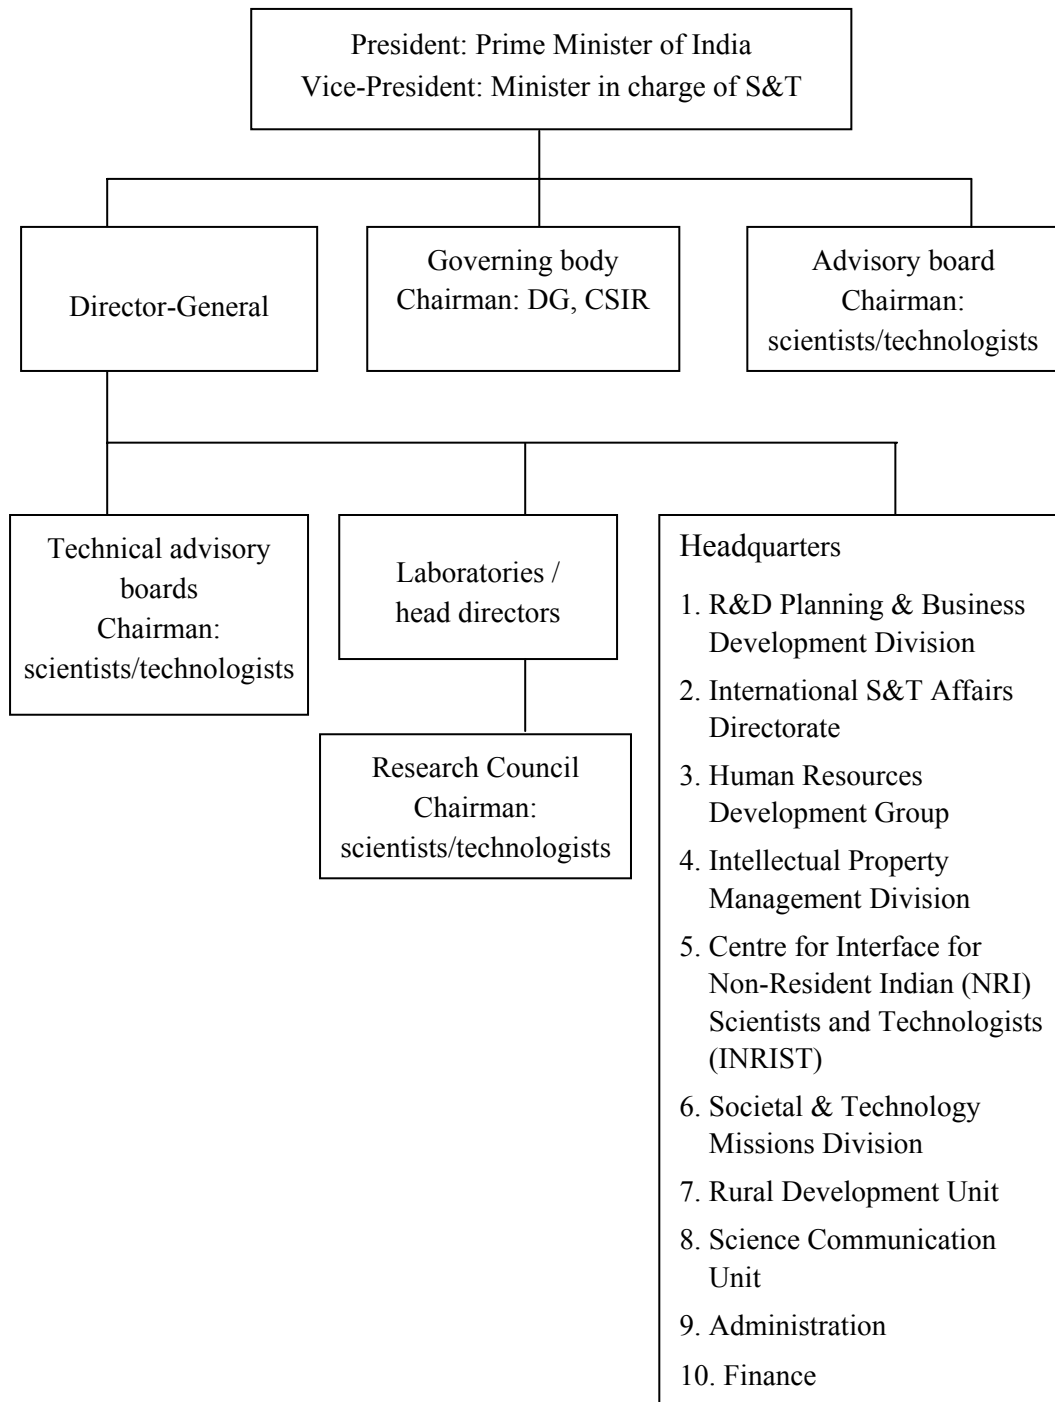 President: Prime Minister of India
Vice-President: Minister in charge of S&T
Director-General
Governing body
Chairman: DG, CSIR
Advisory board
Chairman:
scientists/technologists
Technical advisory
boards
Chairman:
scientists/technologists
Laboratories /
head directors
Research Council
Chairman:
scientists/technologists
Headquarters
1. R&D Planning & Business
Development Division
2. International S&T Affairs
Directorate
3. Human Resources
Development Group
4. Intellectual Property
Management Division
5. Centre for Interface for
Non-Resident Indian (NRI)
Scientists and Technologists
(INRIST)
6. Societal & Technology
Missions Division
7. Rural Development Unit
8. Science Communication
Unit
9. Administration
10. Finance